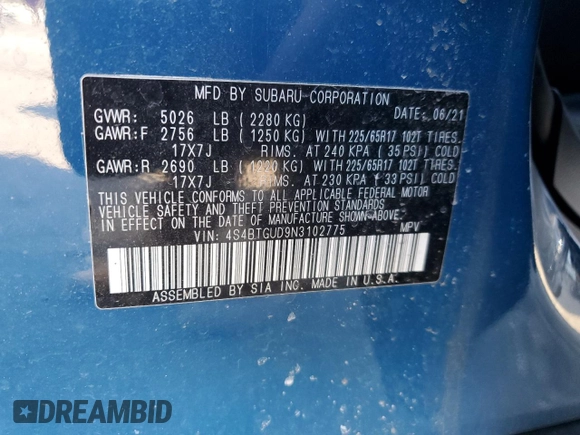 MFD BY SUBARU CORPORATION
GVWR: 5026 LB (2280 KG) DATE: 06/21
GAWR:F 2756 LB (1250 KG) WITH 225/65R17 102T TIRES.
17X7J RIMS. AT 240 KPA (35 PSI) COLD
GAWR:R 2690 LB (1220 KG) WITH 225/65R17 102T TIRES.
17X7J RIMS. AT 230 KPA (33 PSI) COLD
THIS VEHICLE CONFORMS TO ALL APPLICABLE FEDERAL MOTOR
VEHICLE SAFETY AND THEFT PREVENTION STANDARDS
IN EFFECT ON THE DATE OF MANUFACTURE SHOWN ABOVE.
VIN: 4S4BTGUD9N3102775 MPV
ASSEMBLED BY SIA INC. MADE IN U.S.A.
DREAMBID